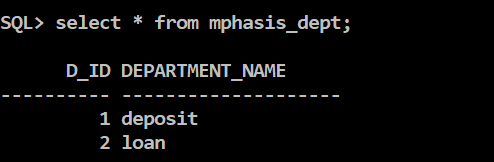 SQL> select * from mphasis_dept;
      D_ID DEPARTMENT_NAME
---------- --------------------
         1 deposit
         2 loan